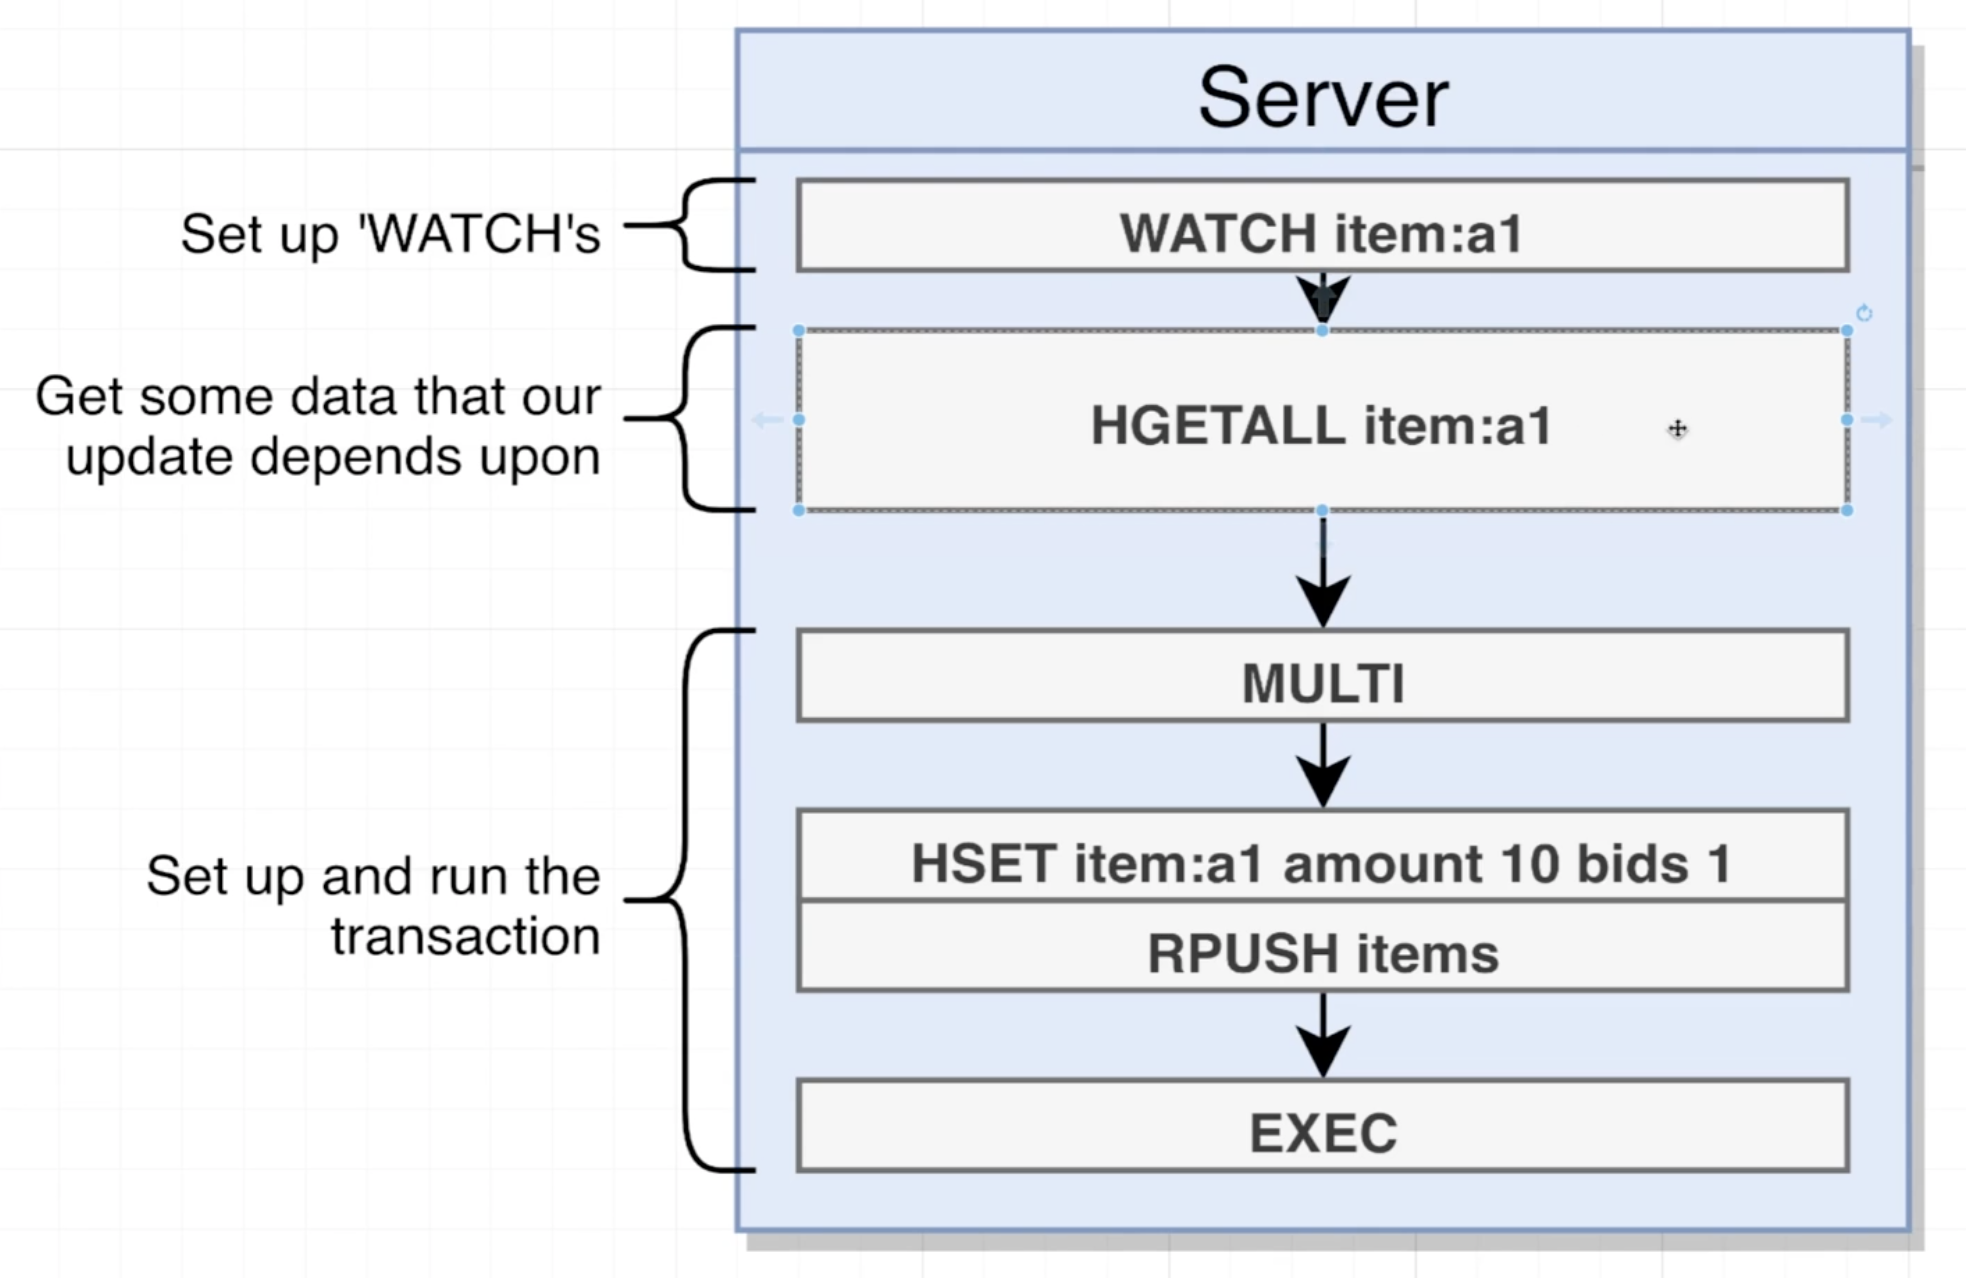 Server
Set up 'WATCH's
WATCH item:a1
Get some data that our
update depends upon
HGETALL item:a1
MULTI
Set up and run the
transaction
HSET item:a1 amount 10 bids 1
RPUSH items
EXEC